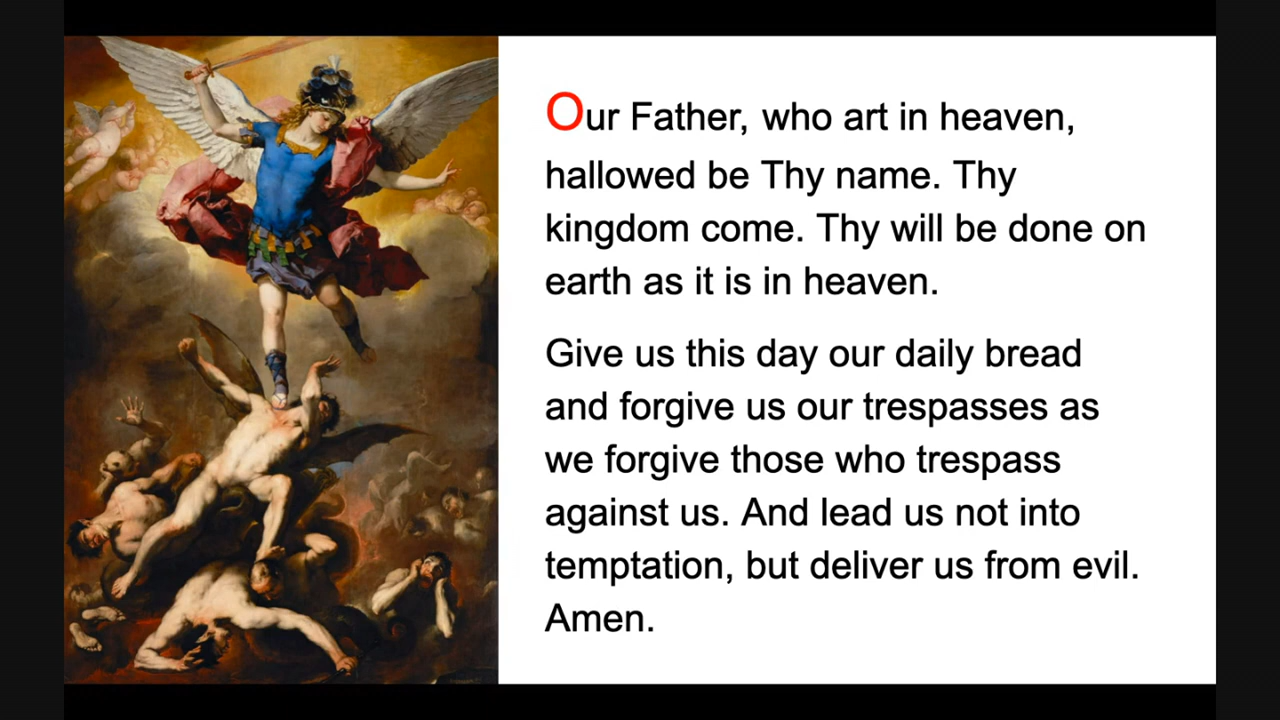 Our Father, who art in heaven,
hallowed be Thy name. Thy
kingdom come. Thy will be done on
earth as it is in heaven.
Give us this day our daily bread
and forgive us our trespasses as
we forgive those who trespass
against us. And lead us not into
temptation, but deliver us from evil.
Amen.